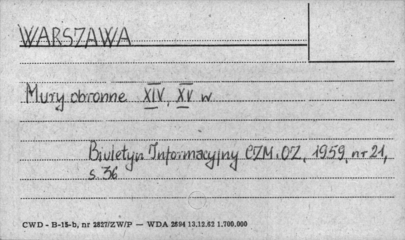 WARSZAWA
Mury obronne XIV, XV w
Biuletyn Informacyjny CZM.OZ, 1959, nr 21,
s. 36
CWD - B-15-b, nr 2827/ZW/P — WDA 2694 13.12.62 1.700.000